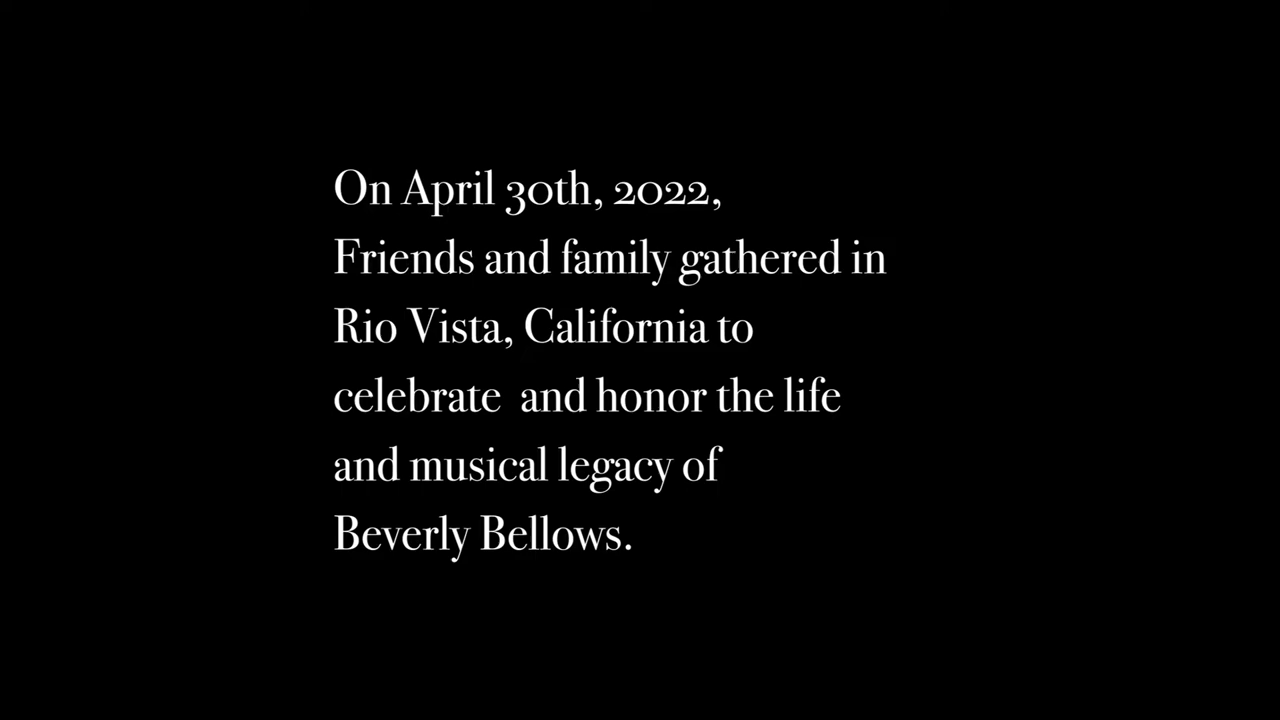 On April 30th, 2022,
Friends and family gathered in
Rio Vista, California to
celebrate  and honor the life
and musical legacy of
Beverly Bellows.